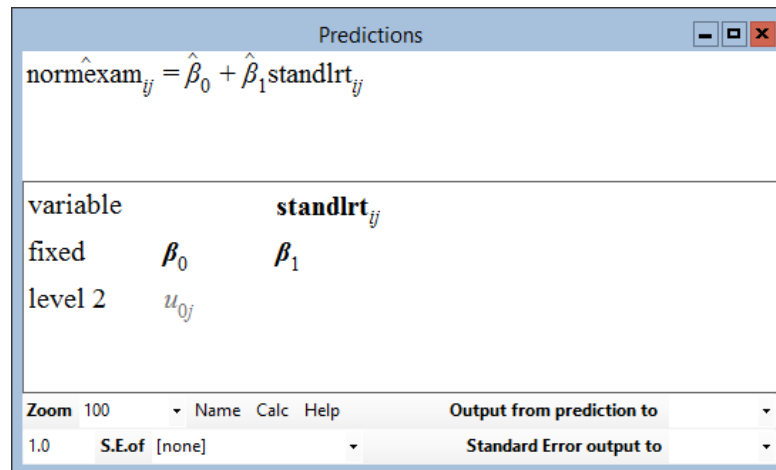 Predictions
normêxam_ij = β̂_0 + β̂_1standlrt_ij
variable standlrt_ij
fixed β_0 β_1
level 2 u_0j
Zoom 100 Name Calc Help Output from prediction to
1.0 S.E.of [none] Standard Error output to